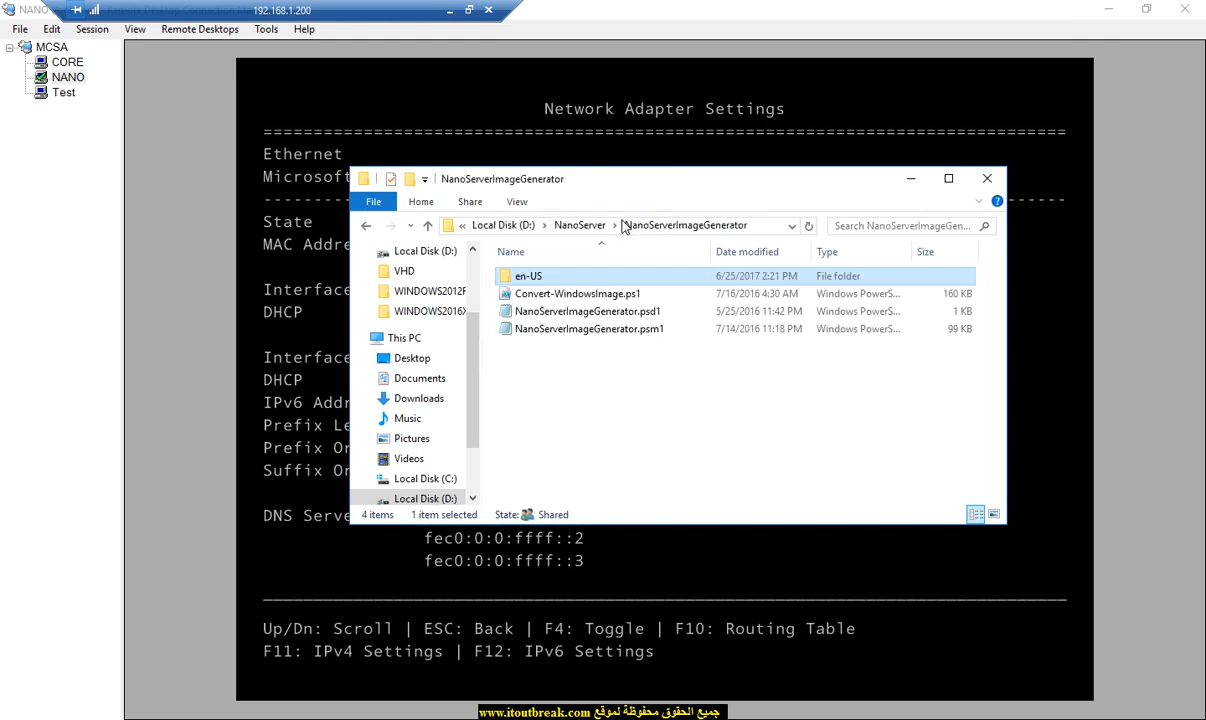 NANO
192.168.1.200
File Edit Session View Remote Desktops Tools Help
MCSA
CORE
NANO
Test
Network Adapter Settings
Ethernet
Microsoft
State
MAC Addre
Interface
DHCP
Interface
DHCP
IPv6 Addr
Prefix Le
Prefix Or
Suffix Or
DNS Serve
fec0:0:0:ffff::2
fec0:0:0:ffff::3
Up/Dn: Scroll | ESC: Back | F4: Toggle | F10: Routing Table
F11: IPv4 Settings | F12: IPv6 Settings
NanoServerImageGenerator
File Home Share View
« Local Disk (D:) > NanoServer > NanoServerImageGenerator
Search NanoServerImageGen...
Local Disk (D:)
VHD
WINDOWS2012F
WINDOWS2016
This PC
Desktop
Documents
Downloads
Music
Pictures
Videos
Local Disk (C:)
Local Disk (D:)
Name Date modified Type Size
en-US 6/25/2017 2:21 PM File folder
Convert-WindowsImage.ps1 7/16/2016 4:30 AM Windows PowerS... 160 KB
NanoServerImageGenerator.psd1 5/25/2016 11:42 PM Windows PowerS... 1 KB
NanoServerImageGenerator.psm1 7/14/2016 11:18 PM Windows PowerS... 99 KB
4 items 1 item selected State: Shared
جميع الحقوق محفوظة لموقع www.itoutbreak.com